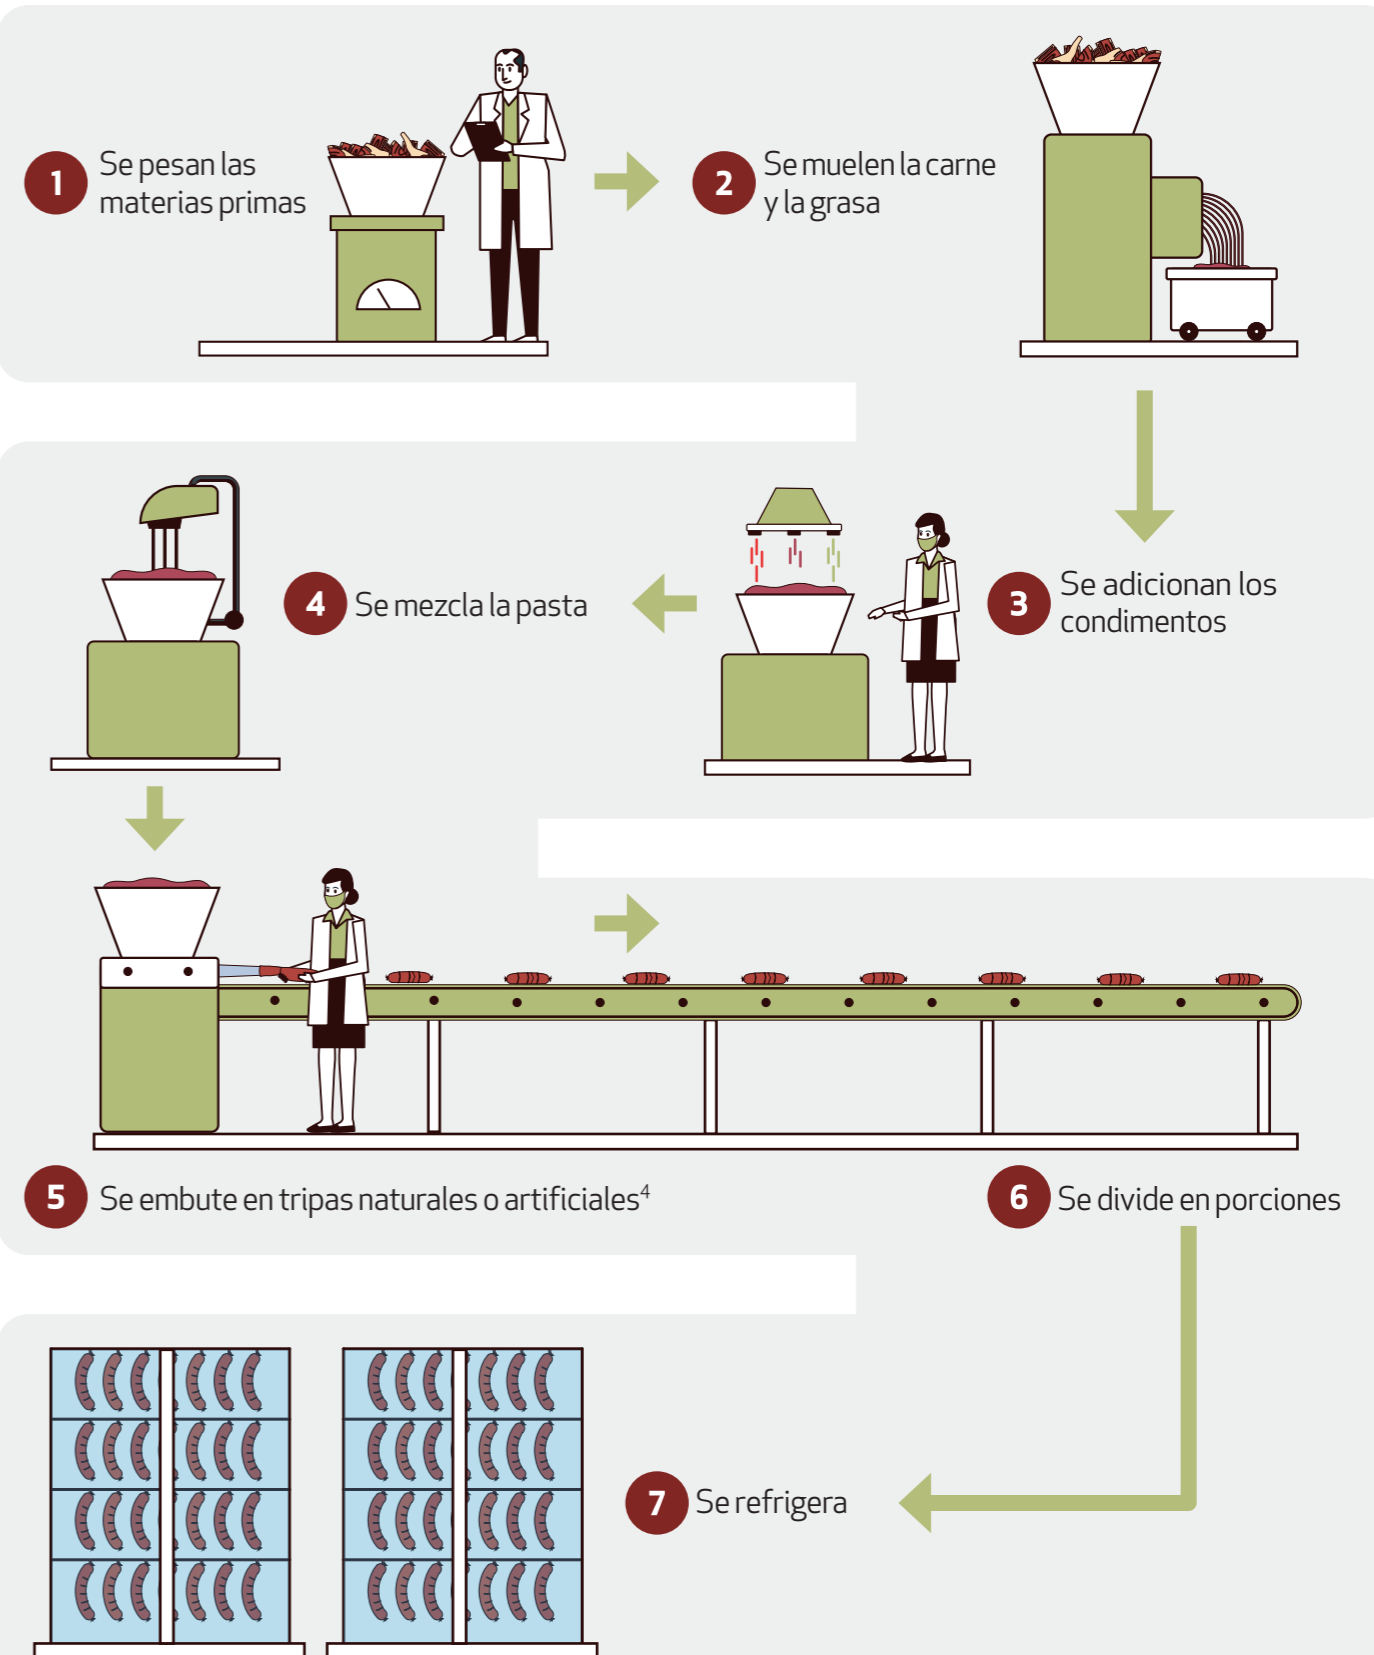 1 Se pesan las
materias primas
2 Se muelen la carne
y la grasa
3 Se adicionan los
condimentos
4 Se mezcla la pasta
5 Se embute en tripas naturales o artificiales⁴
6 Se divide en porciones
7 Se refrigera